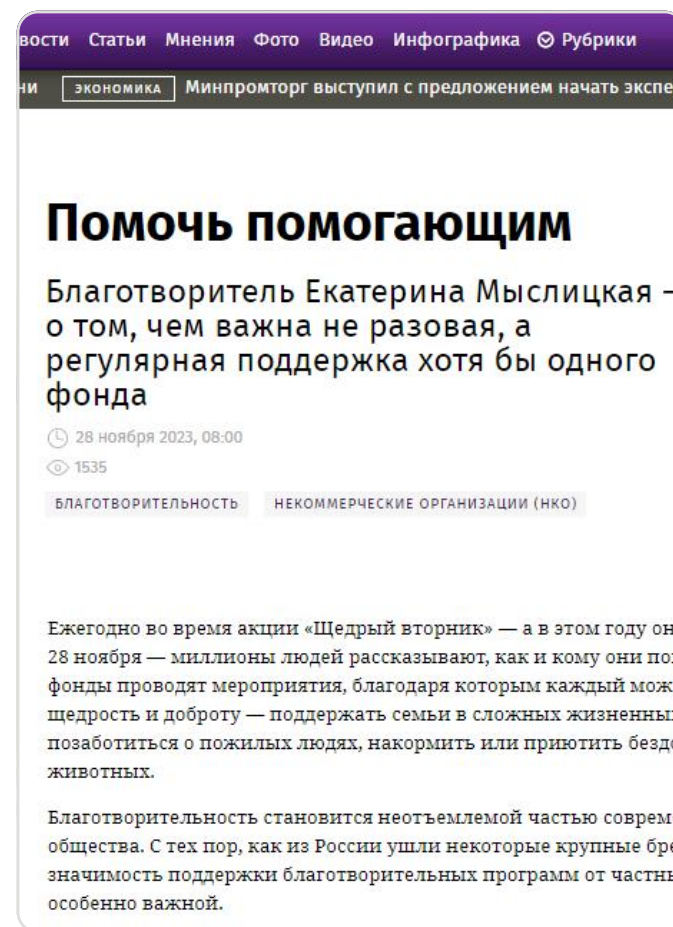 вости Статьи Мнения Фото Видео Инфографика Рубрики
ни ЭКОНОМИКА Минпромторг выступил с предложением начать экспе
Помочь помогающим
Благотворитель Екатерина Мыслицкая –
о том, чем важна не разовая, а
регулярная поддержка хотя бы одного
фонда
28 ноября 2023, 08:00
1535
БЛАГОТВОРИТЕЛЬНОСТЬ НЕКОММЕРЧЕСКИЕ ОРГАНИЗАЦИИ (НКО)
Ежегодно во время акции «Щедрый вторник» — а в этом году он
28 ноября — миллионы людей рассказывают, как и кому они по
фонды проводят мероприятия, благодаря которым каждый мож
щедрость и доброту — поддержать семьи в сложных жизненны
позаботиться о пожилых людях, накормить или приютить безд
животных.
Благотворительность становится неотъемлемой частью соврем
общества. С тех пор, как из России ушли некоторые крупные бре
значимость поддержки благотворительных программ от частн
особенно важной.